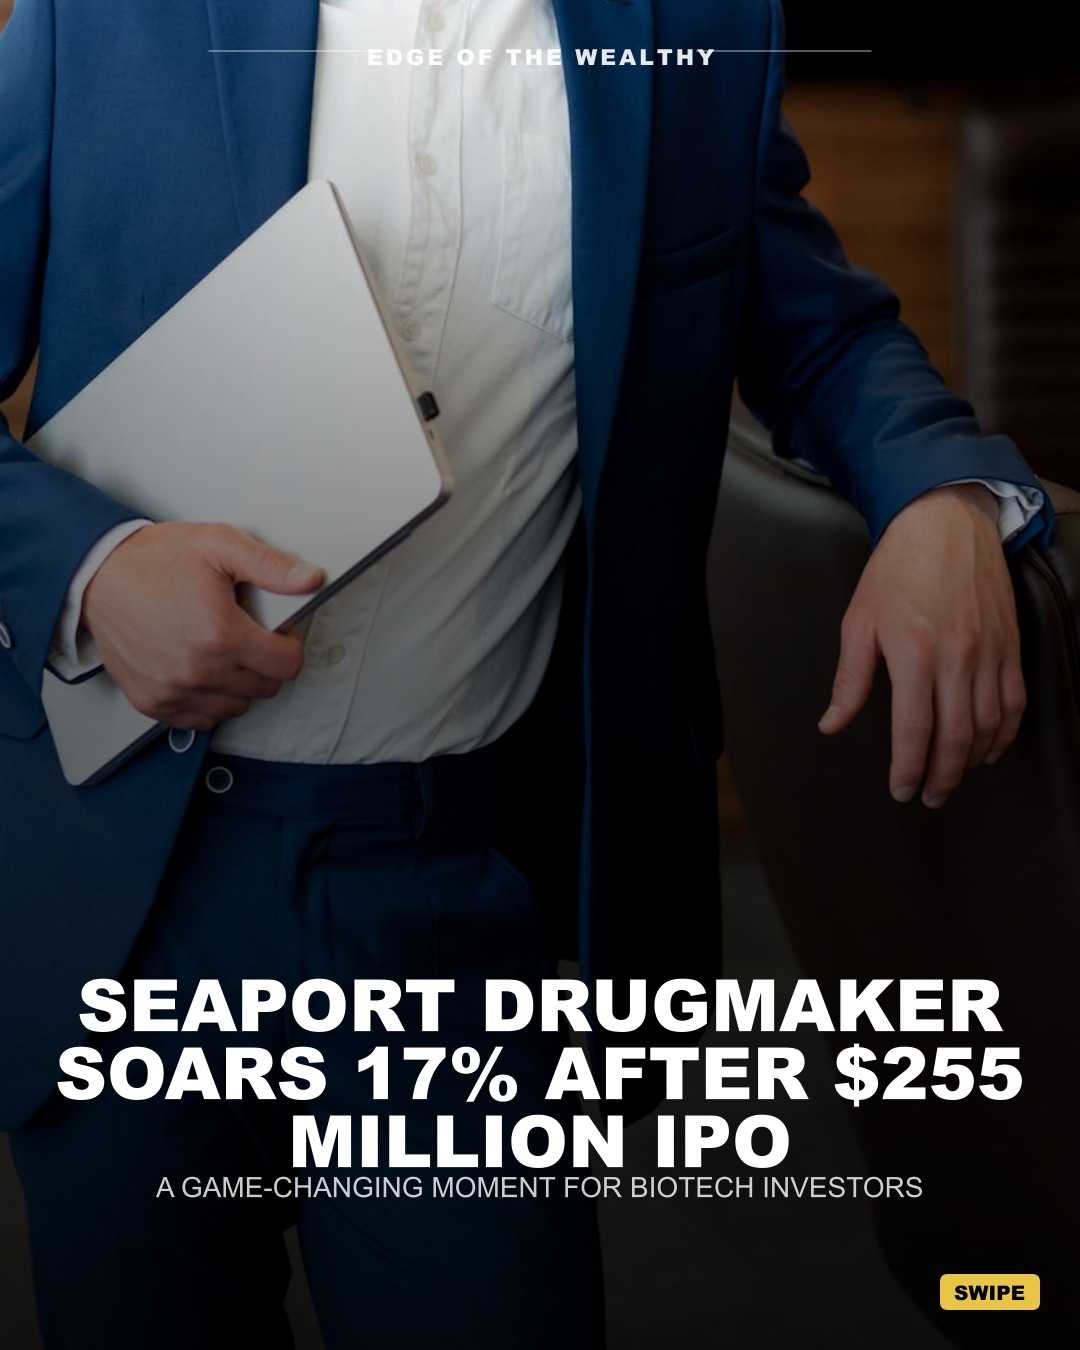 EDGE OF THE WEALTHY
SEAPORT DRUGMAKER
SOARS 17% AFTER $255
MILLION IPO
A GAME-CHANGING MOMENT FOR BIOTECH INVESTORS
SWIPE